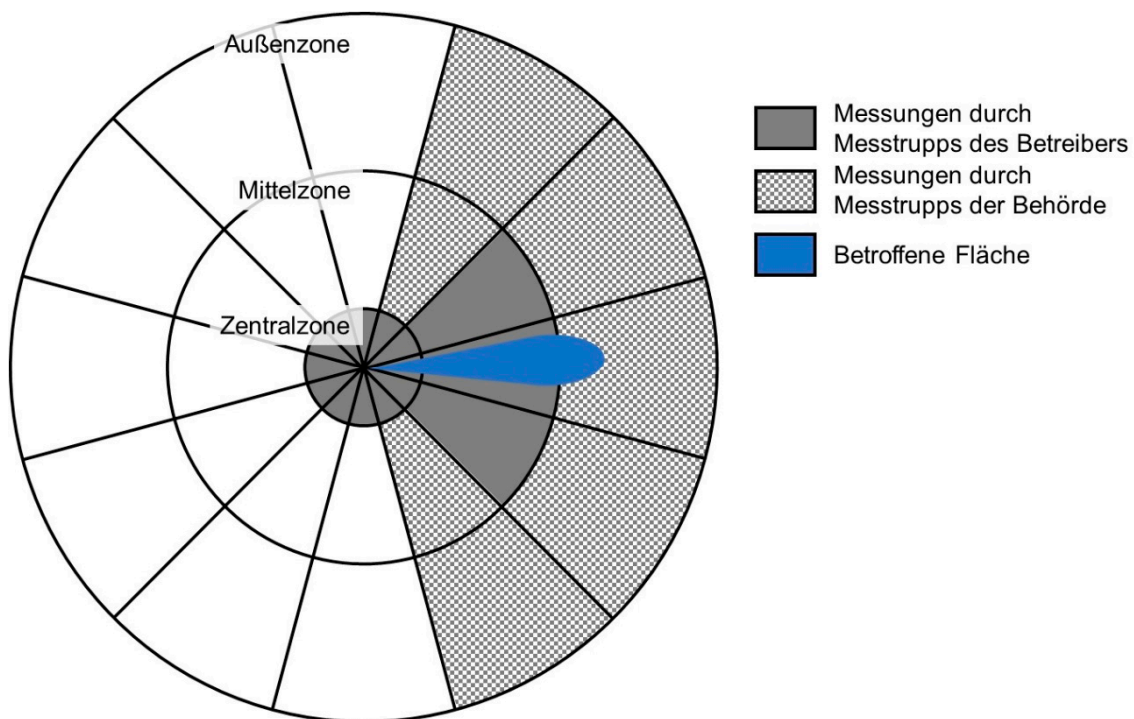 Außenzone
Mittelzone
Zentralzone
Messungen durch
Messtrupps des Betreibers
Messungen durch
Messtrupps der Behörde
Betroffene Fläche